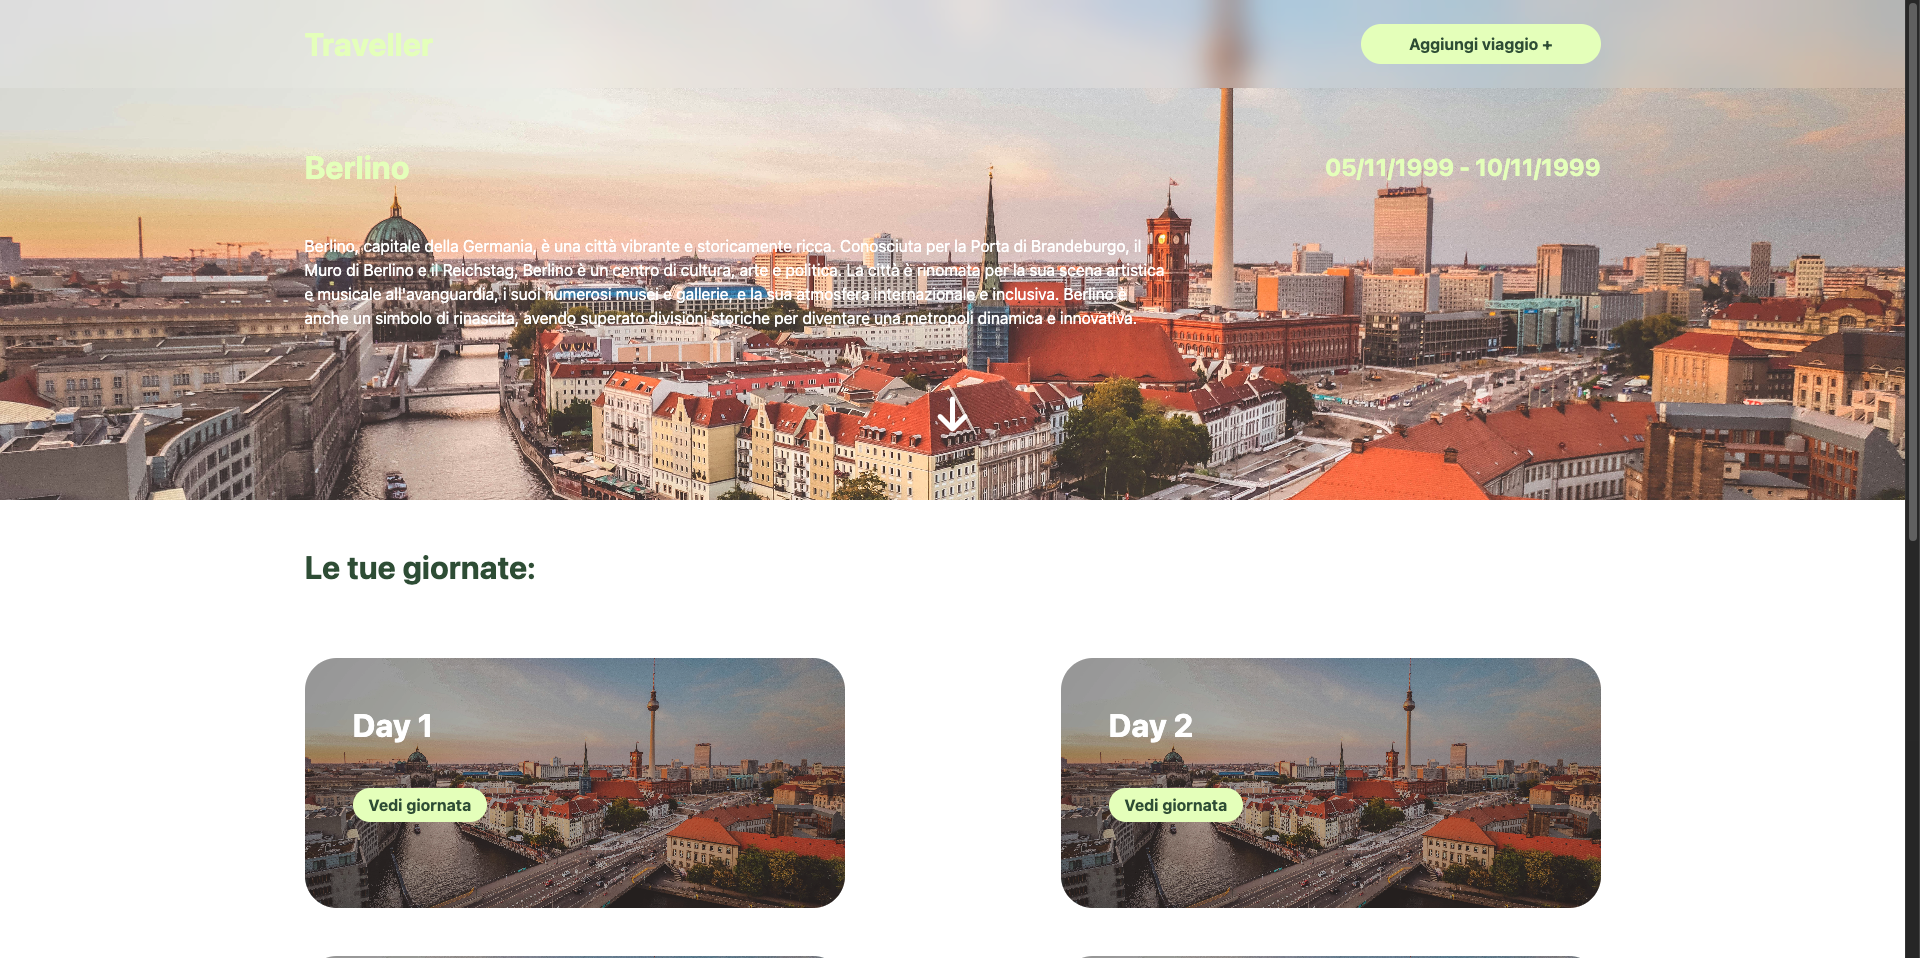 Traveller
Aggiungi viaggio +
Berlino
05/11/1999 - 10/11/1999
Berlino, capitale della Germania, è una città vibrante e storicamente ricca. Conosciuta per la Porta di Brandeburgo, il
Muro di Berlino e il Reichstag, Berlino è un centro di cultura, arte e politica. La città è rinomata per la sua scena artistica
e musicale all'avanguardia, i suoi numerosi musei e gallerie, e la sua atmosfera internazionale e inclusiva. Berlino è
anche un simbolo di rinascita, avendo superato divisioni storiche per diventare una metropoli dinamica e innovativa.
Le tue giornate:
Day 1
Vedi giornata
Day 2
Vedi giornata